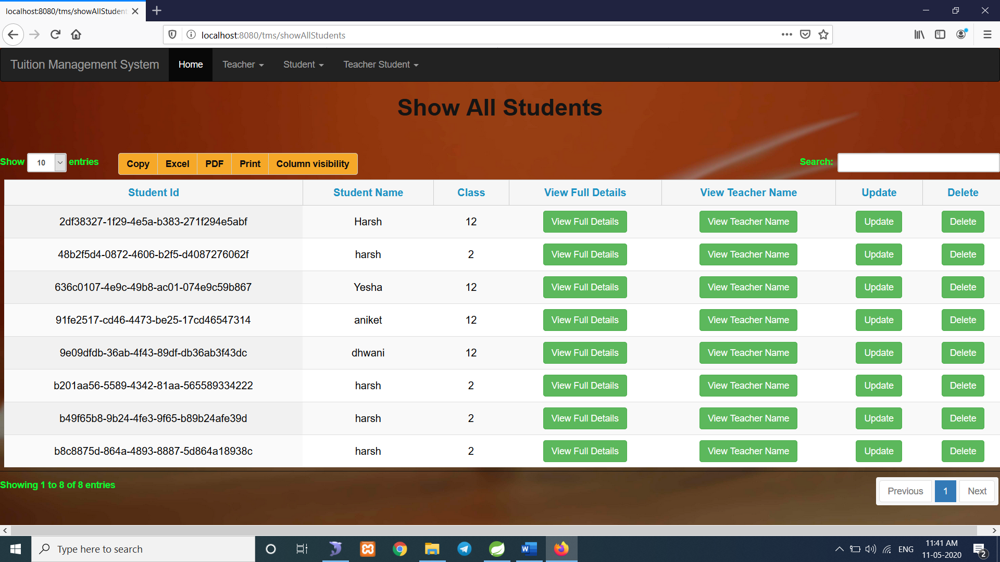 localhost:8080/tms/showAllStudent
localhost:8080/tms/showAllStudents
Tuition Management System Home Teacher Student Teacher Student
Show All Students
Show 10 entries Copy Excel PDF Print Column visibility Search:
Student Id Student Name Class View Full Details View Teacher Name Update Delete
2df38327-1f29-4e5a-b383-271f294e5abf Harsh 12 View Full Details View Teacher Name Update Delete
48b2f5d4-0872-4606-b2f5-d4087276062f harsh 2 View Full Details View Teacher Name Update Delete
636c0107-4e9c-49b8-ac01-074e9c59b867 Yesha 12 View Full Details View Teacher Name Update Delete
91fe2517-cd46-4473-be25-17cd46547314 aniket 12 View Full Details View Teacher Name Update Delete
9e09dfdb-36ab-4f43-89df-db36ab3f43dc dhwani 12 View Full Details View Teacher Name Update Delete
b201aa56-5589-4342-81aa-565589334222 harsh 2 View Full Details View Teacher Name Update Delete
b49f65b8-9b24-4fe3-9f65-b89b24afe39d harsh 2 View Full Details View Teacher Name Update Delete
b8c8875d-864a-4893-8887-5d864a18938c harsh 2 View Full Details View Teacher Name Update Delete
Showing 1 to 8 of 8 entries Previous 1 Next
Type here to search ENG 11:41 AM
11-05-2020 2